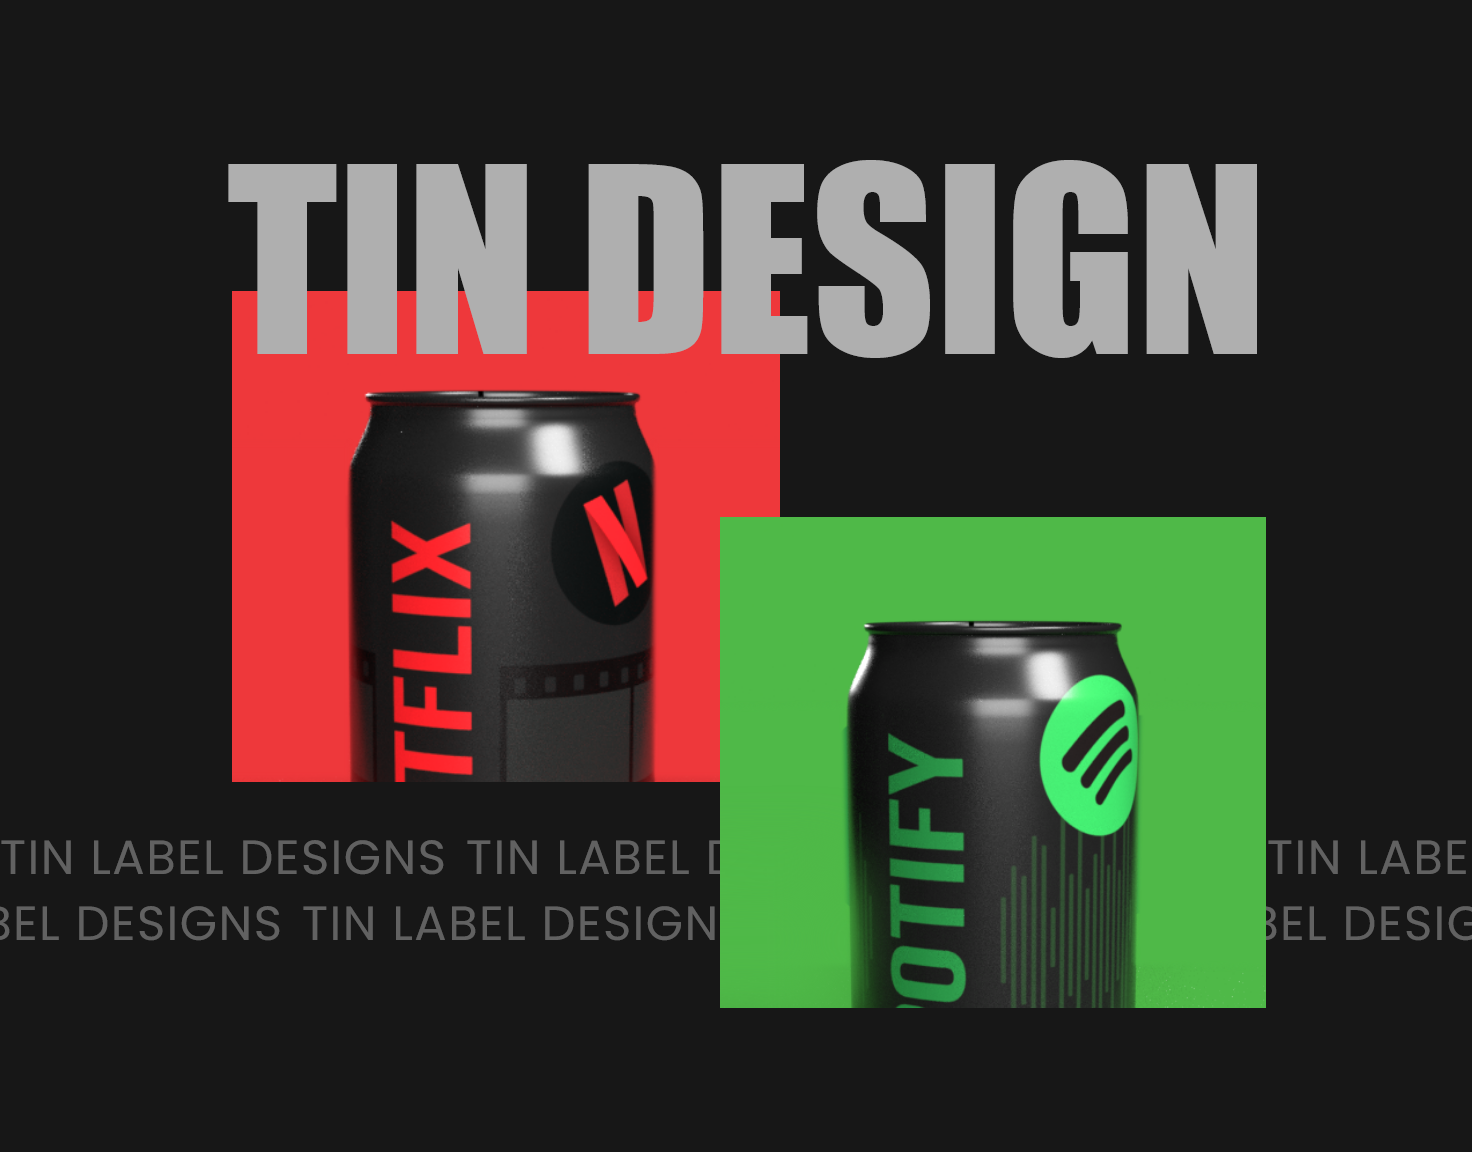 TIN DESIGN
TFLIX
N
OTIFY
TIN LABEL DESIGNS TIN LABEL
TIN LABE
BEL DESIGNS TIN LABEL DESIGN
BEL DESIG